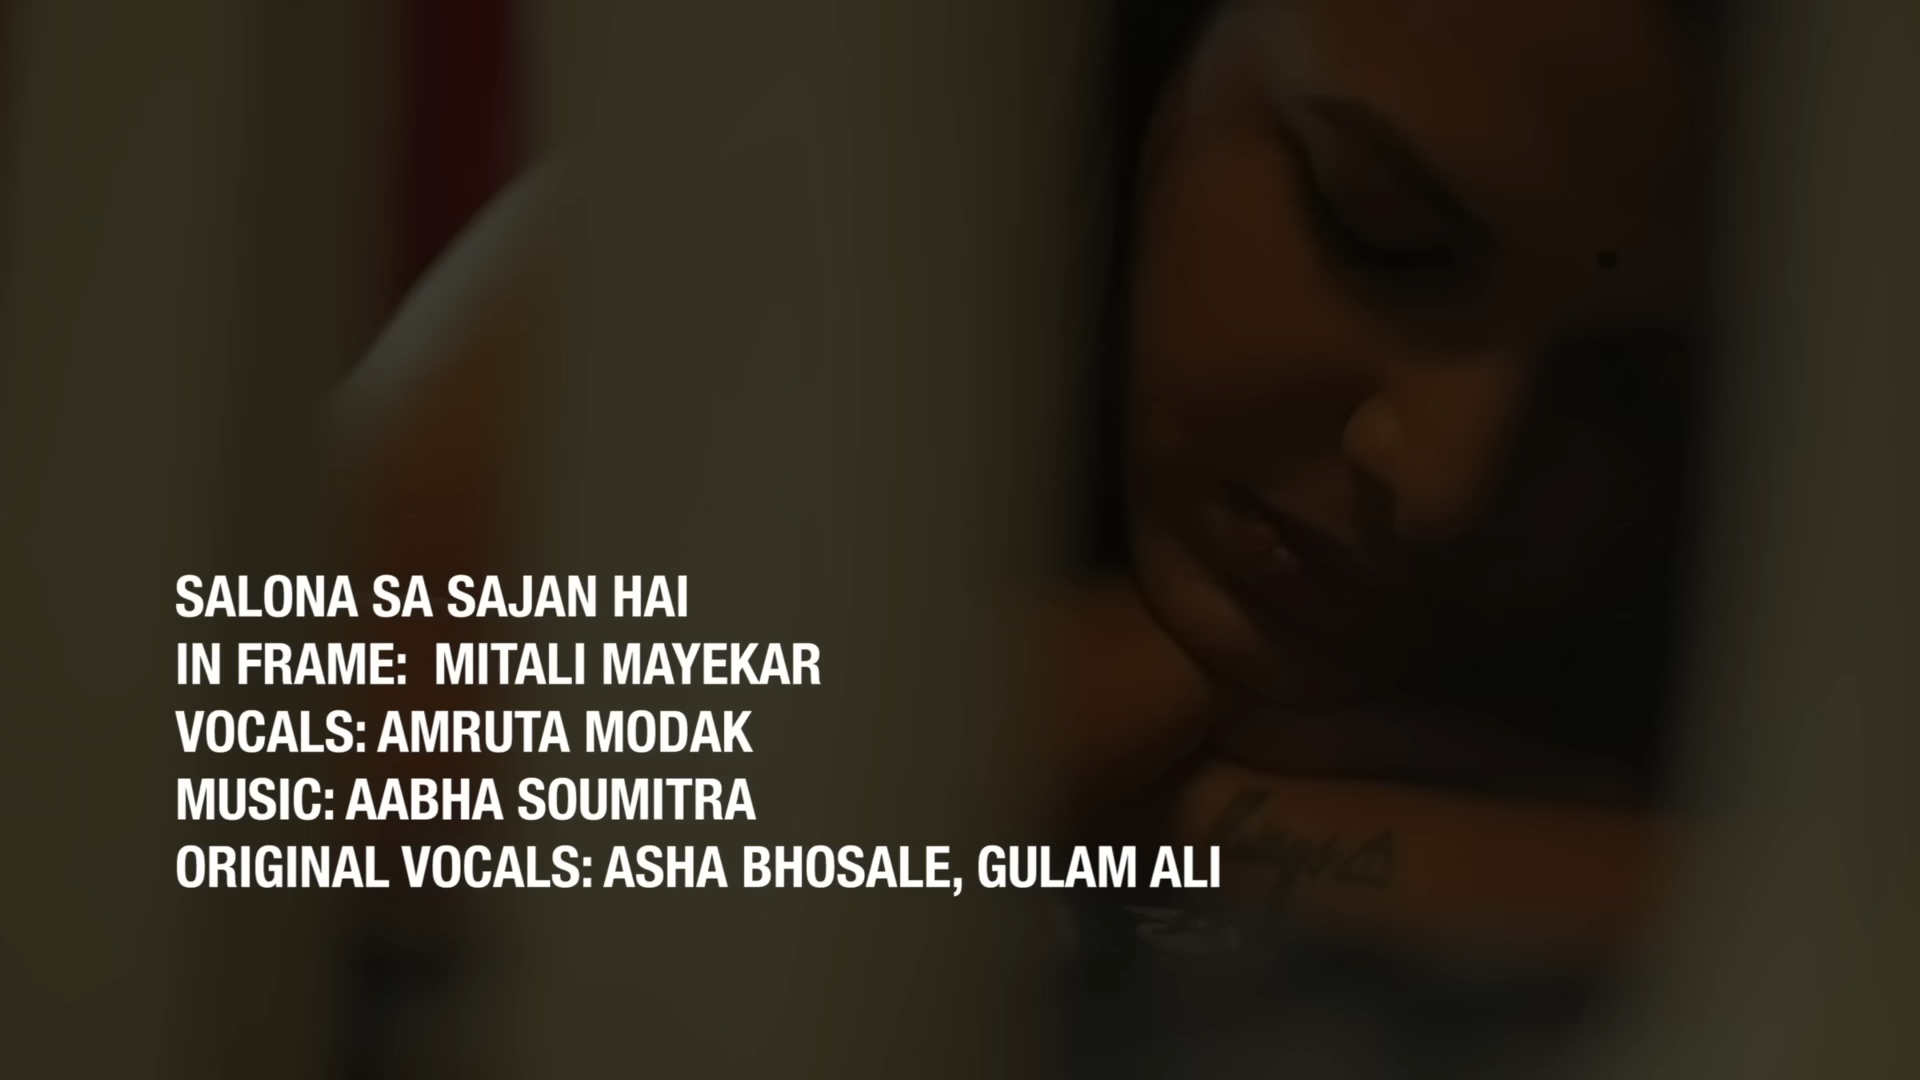 SALONA SA SAJAN HAI
IN FRAME:  MITALI MAYEKAR
VOCALS: AMRUTA MODAK
MUSIC: AABHA SOUMITRA
ORIGINAL VOCALS: ASHA BHOSALE, GULAM ALI